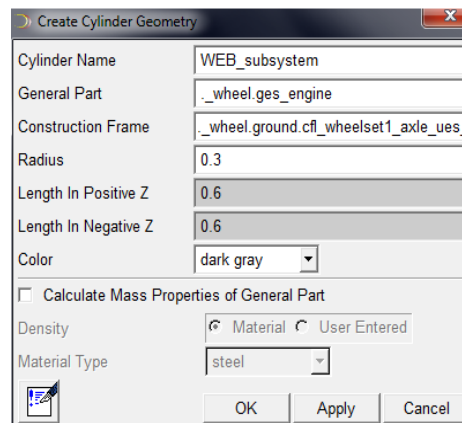 Create Cylinder Geometry
Cylinder Name WEB_subsystem
General Part ._wheel.ges_engine
Construction Frame ._wheel.ground.cfl_wheelset1_axle_ues_
Radius 0.3
Length In Positive Z 0.6
Length In Negative Z 0.6
Color dark gray
Calculate Mass Properties of General Part
Density Material User Entered
Material Type steel
OK Apply Cancel